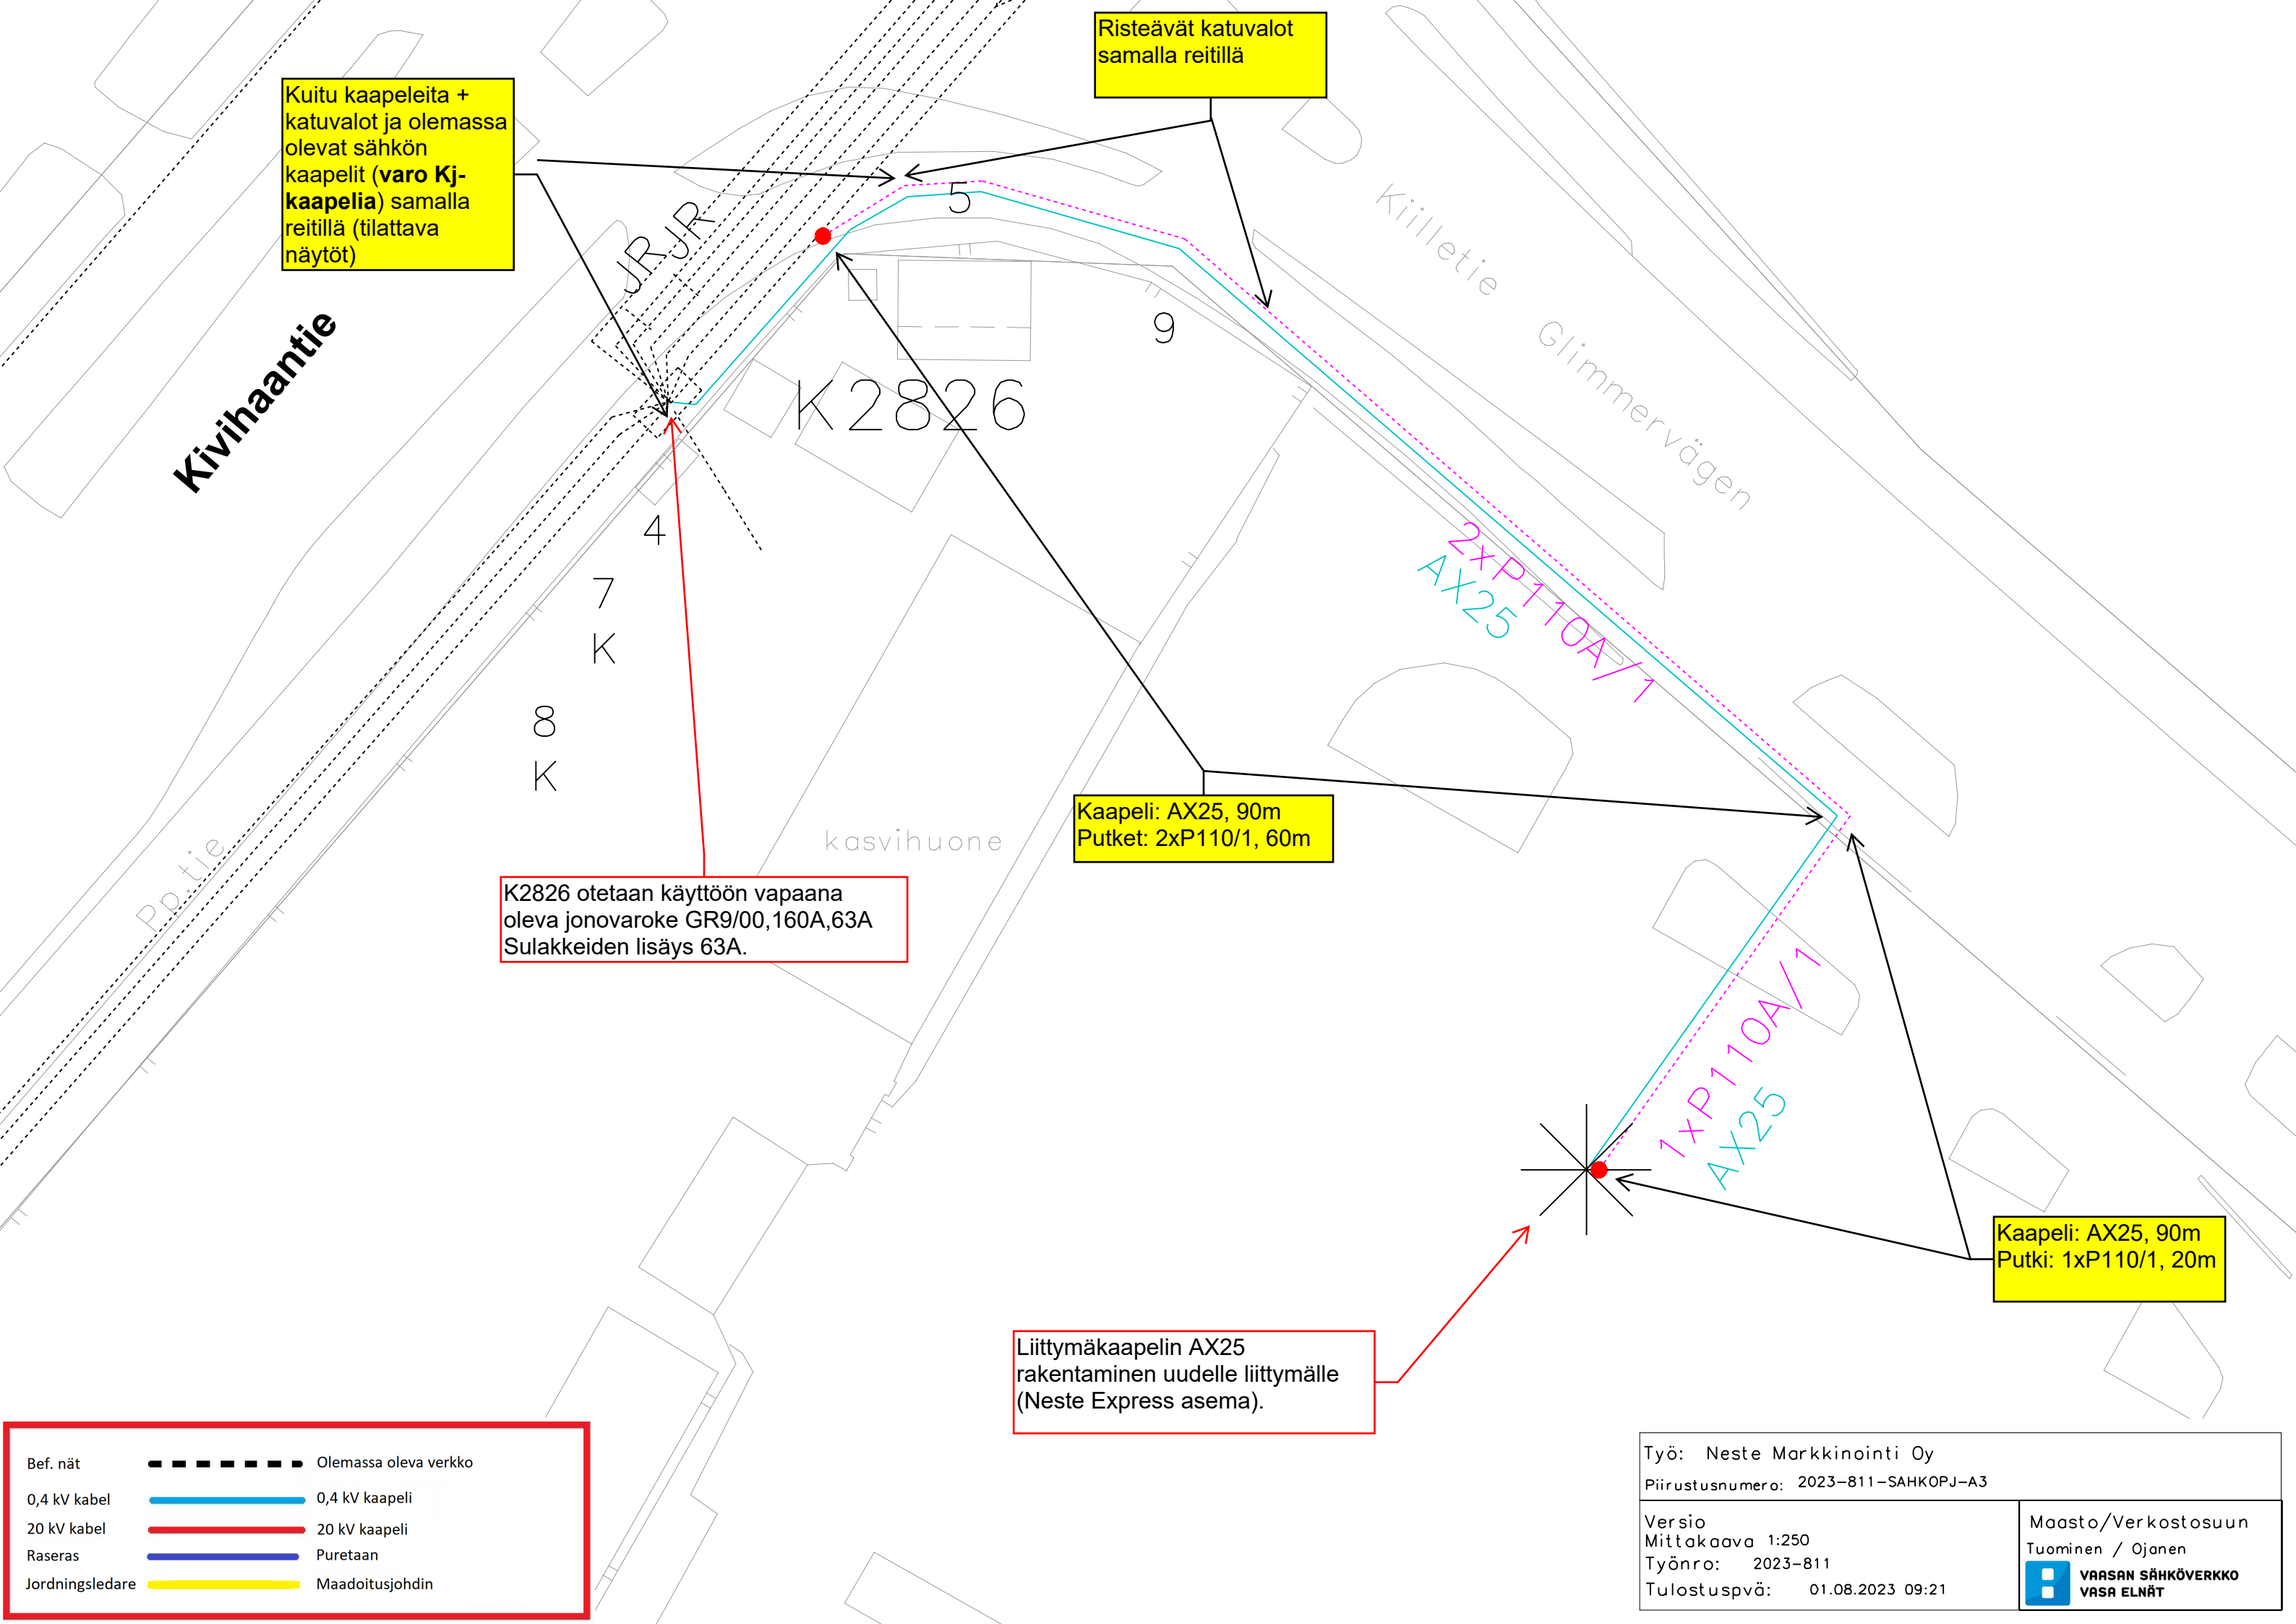 Risteävät katuvalot
samalla reitillä
Kuitu kaapeleita +
katuvalot ja olemassa
olevat sähkön
kaapelit (varo Kj-
kaapelia) samalla
reitillä (tilattava
näytöt)
JR
JR
5
9
Kiilletie
Glimmervägen
Kivihaantie
K2826
4
7
K
8
K
2xP110A/1
AX25
Pp.tie
kasvihuone
Kaapeli: AX25, 90m
Putket: 2xP110/1, 60m
K2826 otetaan käyttöön vapaana
oleva jonovaroke GR9/00,160A,63A
Sulakkeiden lisäys 63A.
1xP110A/1
AX25
Kaapeli: AX25, 90m
Putki: 1xP110/1, 20m
Liittymäkaapelin AX25
rakentaminen uudelle liittymälle
(Neste Express asema).
Bef. nät Olemassa oleva verkko
0,4 kV kabel 0,4 kV kaapeli
20 kV kabel 20 kV kaapeli
Raseras Puretaan
Jordningsledare Maadoitusjohdin
Työ: Neste Markkinointi Oy
Piirustusnumero: 2023-811-SAHKOPJ-A3
Versio
Mittakaava 1:250
Työnro: 2023-811
Tulostuspvä: 01.08.2023 09:21
Maasto/Verkostosuun
Tuominen / Ojanen
VAASAN SÄHKÖVERKKO
VASA ELNÄT